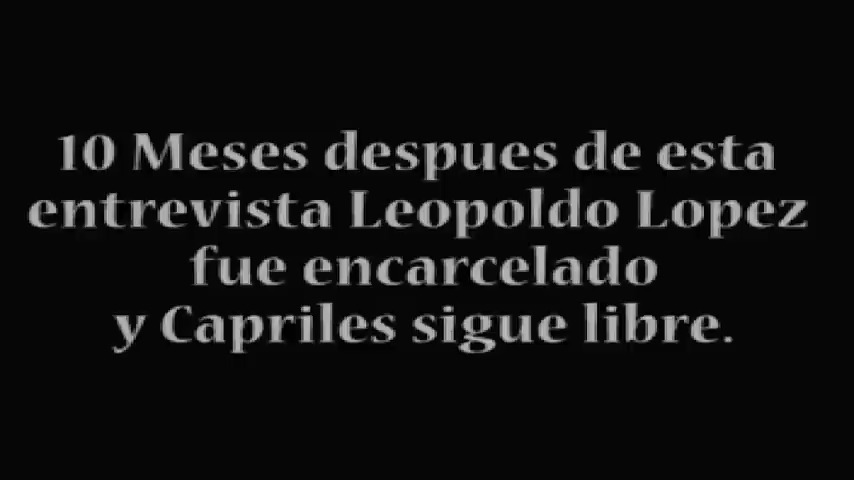 10 Meses despues de esta
entrevista Leopoldo Lopez
fue encarcelado
y Capriles sigue libre.